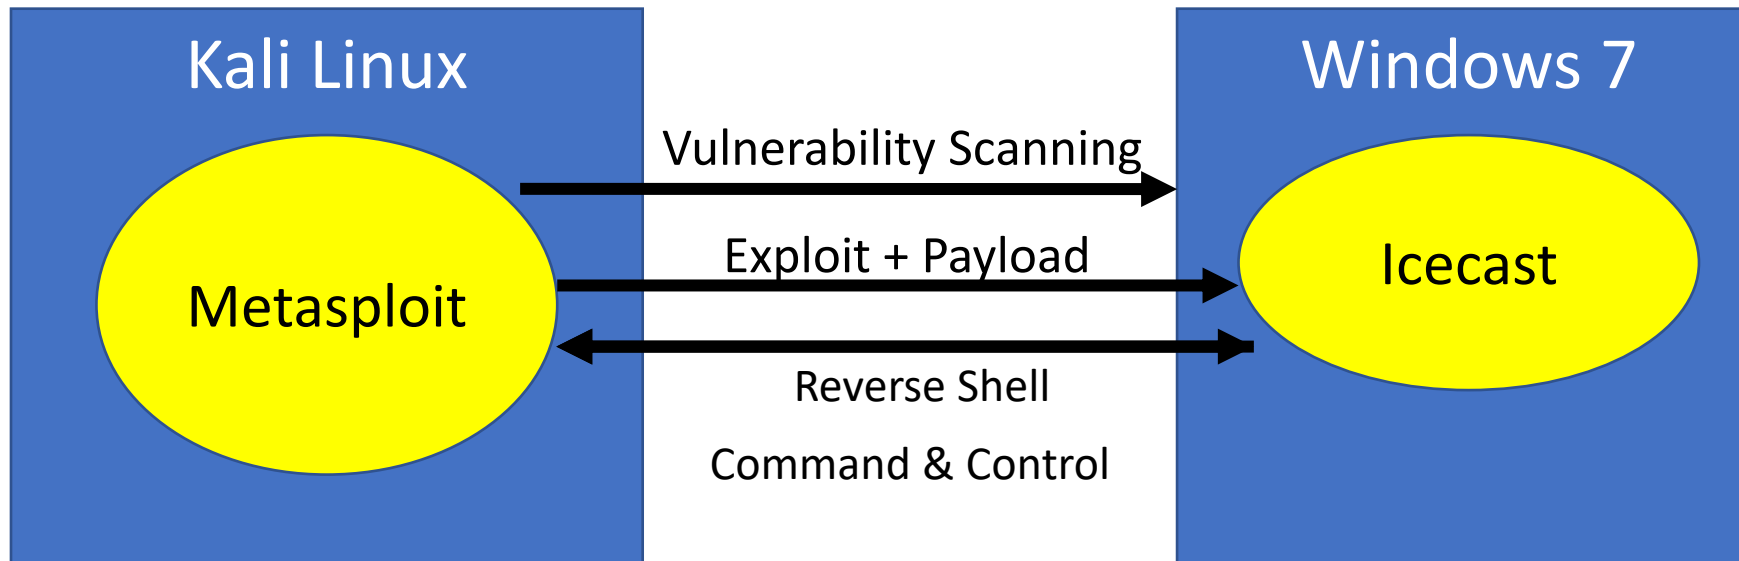 Kali Linux
Windows 7
Vulnerability Scanning
Exploit + Payload
Metasploit
Icecast
Reverse Shell
Command & Control